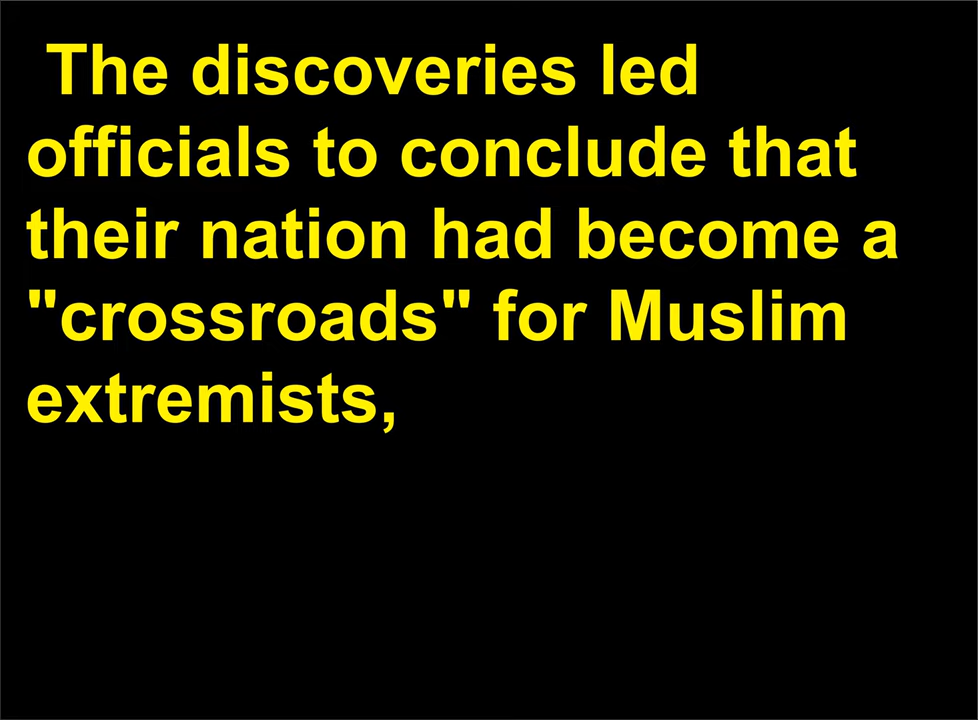 The discoveries led
officials to conclude that
their nation had become a
"crossroads" for Muslim
extremists,